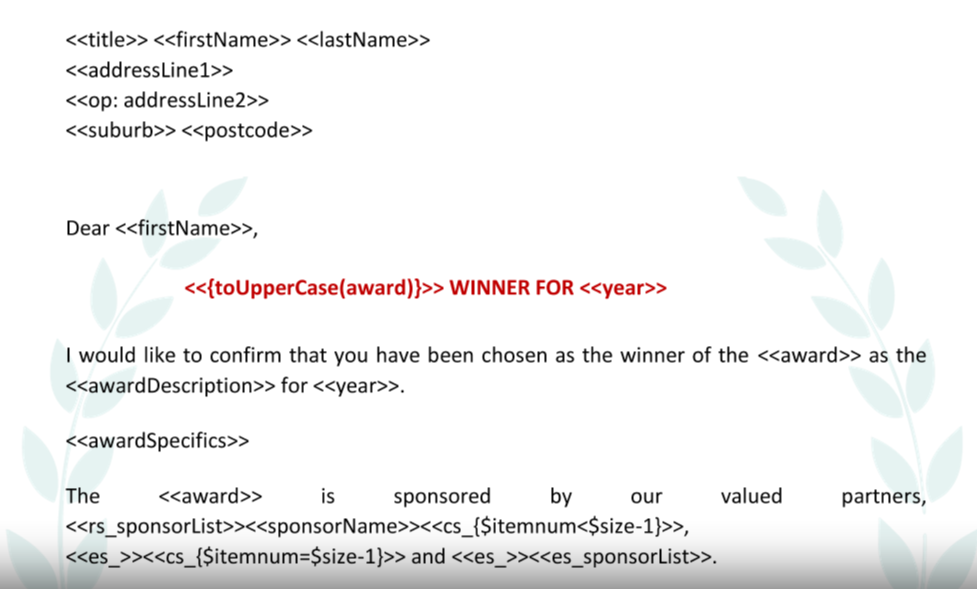 <<title>> <<firstName>> <<lastName>>
<<addressLine1>>
<<op: addressLine2>>
<<suburb>> <<postcode>>
Dear <<firstName>>,
<<{toUpperCase(award)}>> WINNER FOR <<year>>
I would like to confirm that you have been chosen as the winner of the <<award>> as the
<<awardDescription>> for <<year>>.
<<awardSpecifics>>
The <<award>> is sponsored by our valued partners,
<<rs_sponsorList>><<sponsorName>><<cs_{$itemnum<$size-1}>>,
<<es_>><<cs_{$itemnum=$size-1}>> and <<es_>><<es_sponsorList>>.